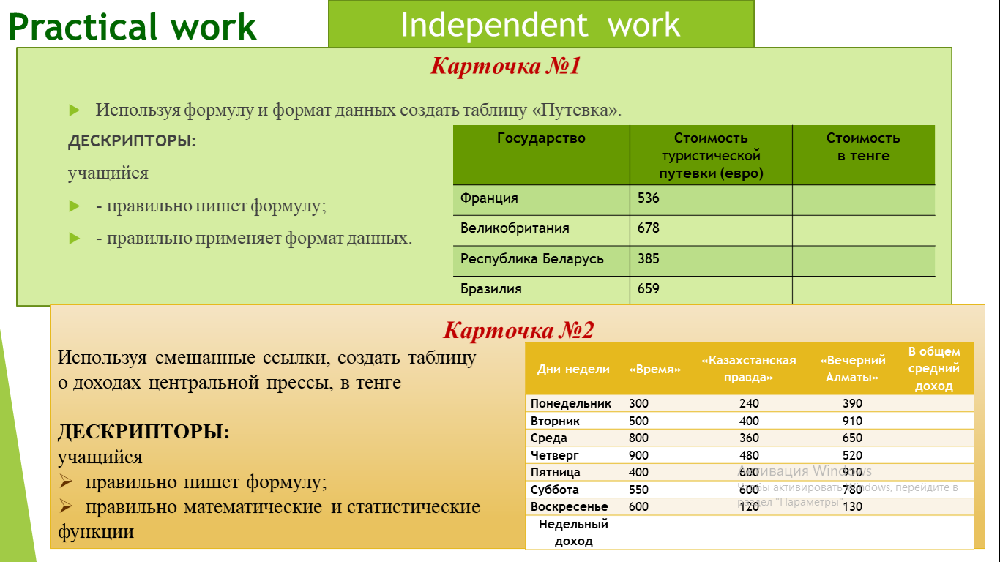 Practical work
Independent work
Карточка №1
Используя формулу и формат данных создать таблицу «Путевка».
ДЕСКРИПТОРЫ:
учащийся
- правильно пишет формулу;
- правильно применяет формат данных.
Государство Стоимость туристической путевки (евро) Стоимость в тенге
Франция 536
Великобритания 678
Республика Беларусь 385
Бразилия 659
Карточка №2
Используя смешанные ссылки, создать таблицу
о доходах центральной прессы, в тенге
ДЕСКРИПТОРЫ:
учащийся
правильно пишет формулу;
правильно математические и статистические
функции
Дни недели «Время» «Казахстанская правда» «Вечерний Алматы» В общем средний доход
Понедельник 300 240 390
Вторник 500 400 910
Среда 800 360 650
Четверг 900 480 520
Пятница 400 600 910
Суббота 550 600 780
Воскресенье 600 120 130
Недельный
доход
Активация Windows
Чтобы активировать Windows, перейдите в
раздел "Параметры".